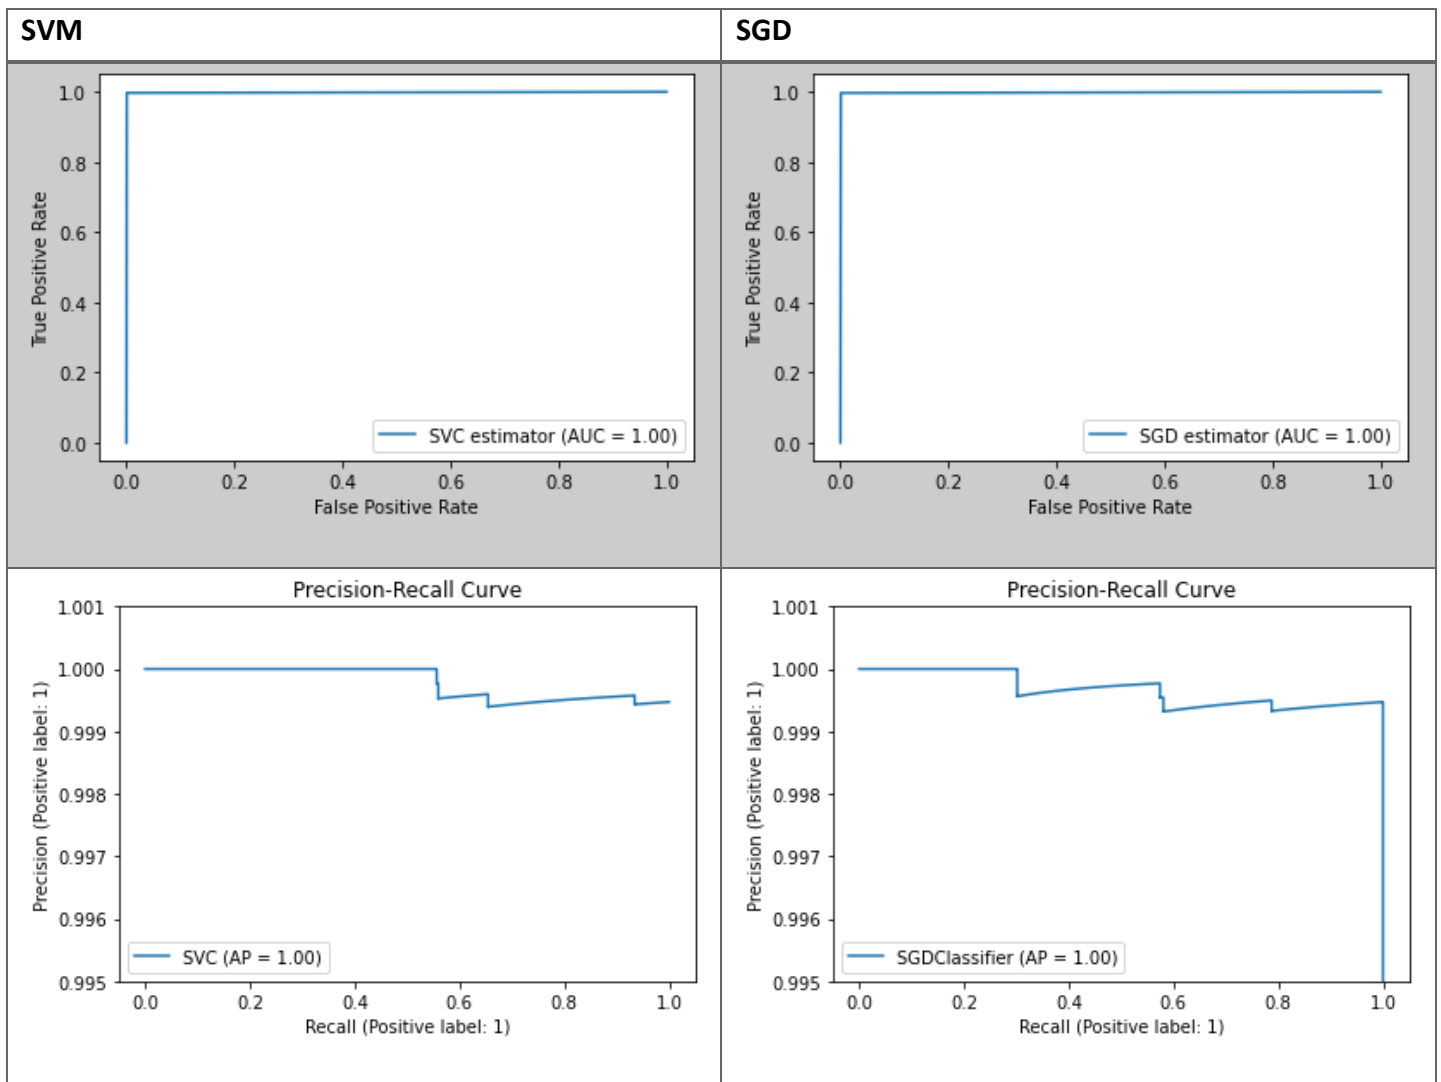 SVM
SGD
1.0
0.8
0.6
0.4
0.2
0.0
True Positive Rate
SVC estimator (AUC = 1.00)
0.0 0.2 0.4 0.6 0.8 1.0
False Positive Rate
1.0
0.8
0.6
0.4
0.2
0.0
True Positive Rate
SGD estimator (AUC = 1.00)
0.0 0.2 0.4 0.6 0.8 1.0
False Positive Rate
Precision-Recall Curve
1.001
1.000
0.999
0.998
0.997
0.996
0.995
Precision (Positive label: 1)
SVC (AP = 1.00)
0.0 0.2 0.4 0.6 0.8 1.0
Recall (Positive label: 1)
Precision-Recall Curve
1.001
1.000
0.999
0.998
0.997
0.996
0.995
Precision (Positive label: 1)
SGDClassifier (AP = 1.00)
0.0 0.2 0.4 0.6 0.8 1.0
Recall (Positive label: 1)